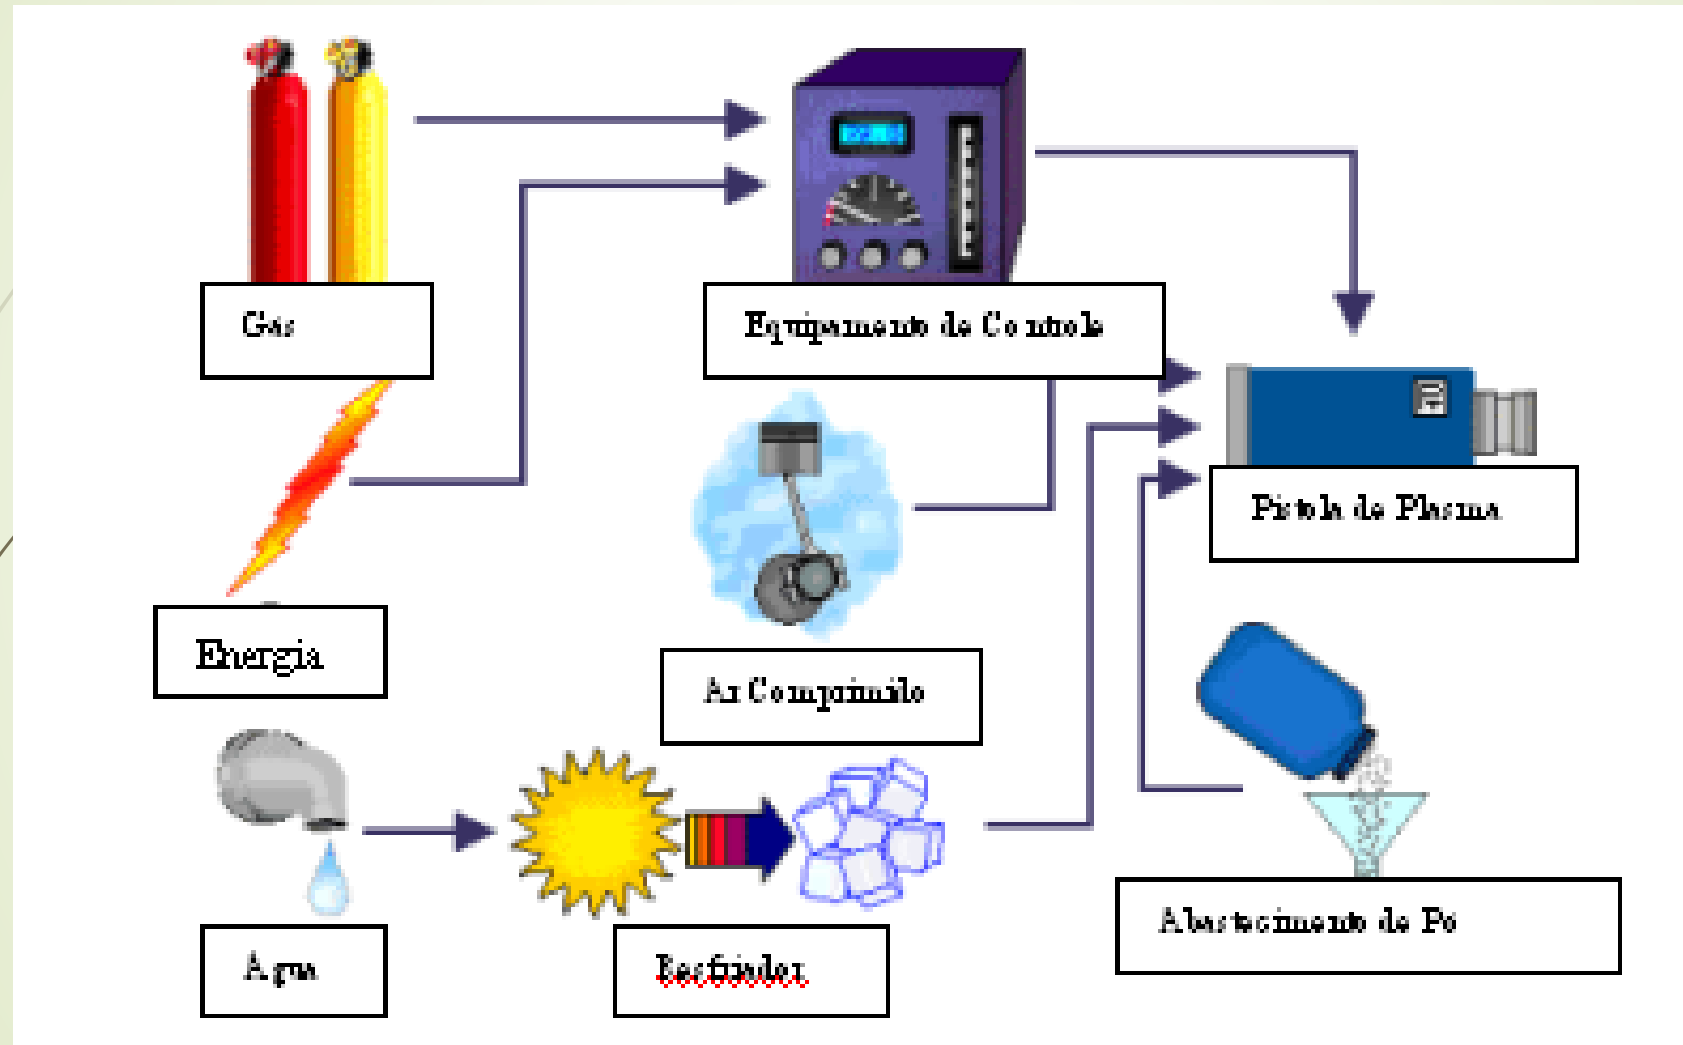 Gás
Equipamento de Controle
Pistola de Plasma
Energia
Ar Comprimido
Abastecimento de Pó
Água
Resfriador